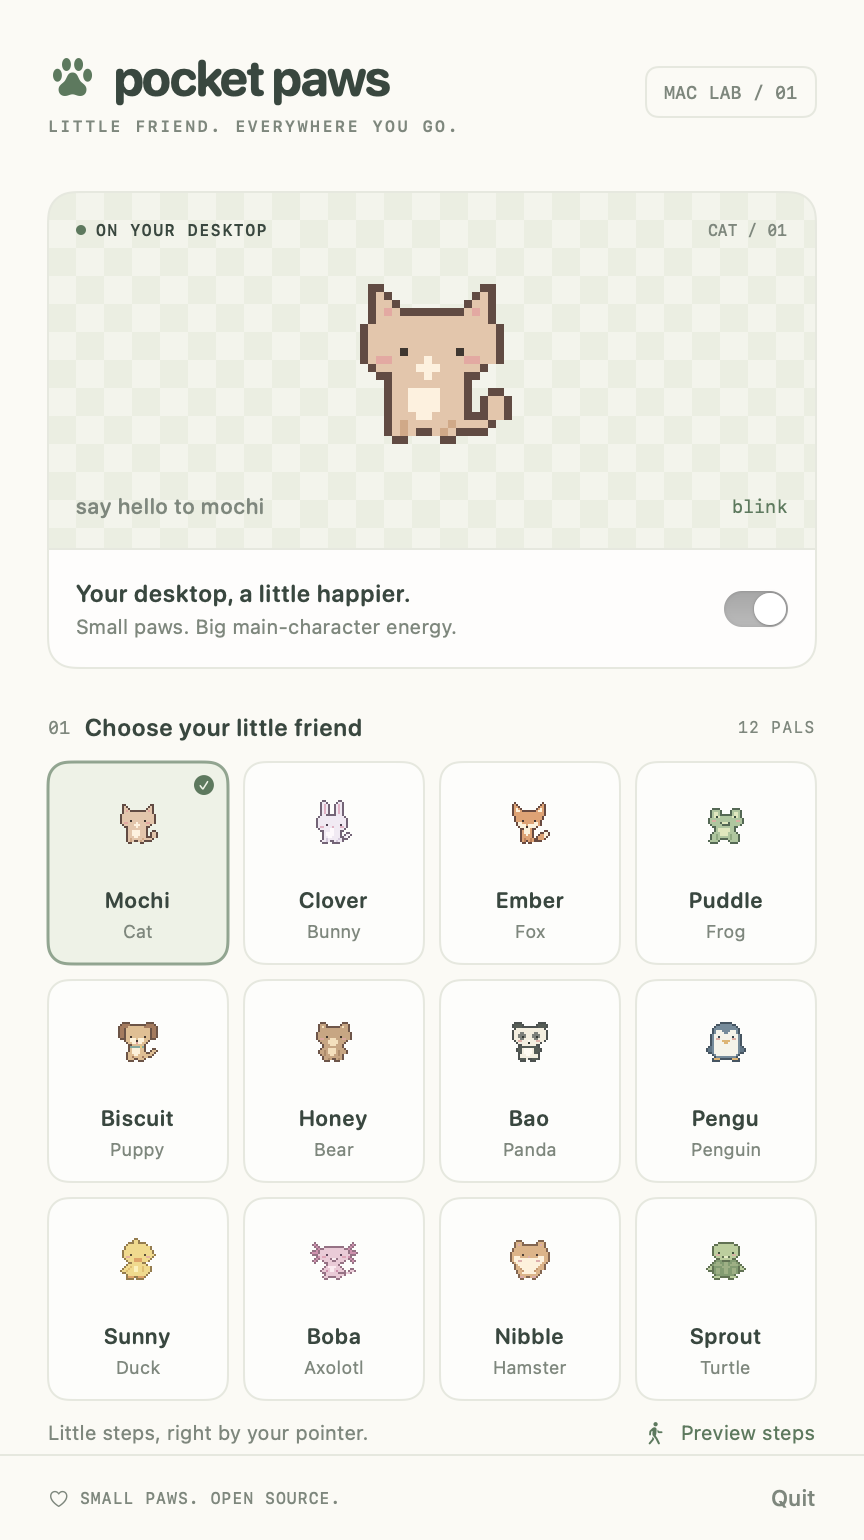 pocket paws
MAC LAB / 01
LITTLE FRIEND. EVERYWHERE YOU GO.
ON YOUR DESKTOP
CAT / 01
say hello to mochi
blink
Your desktop, a little happier.
Small paws. Big main-character energy.
01 Choose your little friend
12 PALS
Mochi
Cat
Clover
Bunny
Ember
Fox
Puddle
Frog
Biscuit
Puppy
Honey
Bear
Bao
Panda
Pengu
Penguin
Sunny
Duck
Boba
Axolotl
Nibble
Hamster
Sprout
Turtle
Little steps, right by your pointer.
Preview steps
SMALL PAWS. OPEN SOURCE.
Quit